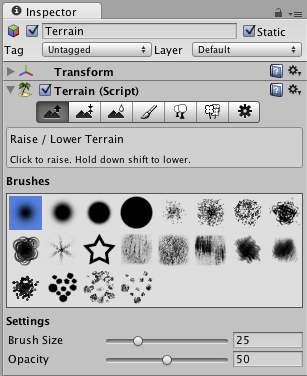 Inspector
Terrain Static
Tag Untagged Layer Default
Transform
Terrain (Script)
Raise / Lower Terrain
Click to raise. Hold down shift to lower.
Brushes
Settings
Brush Size 25
Opacity 50